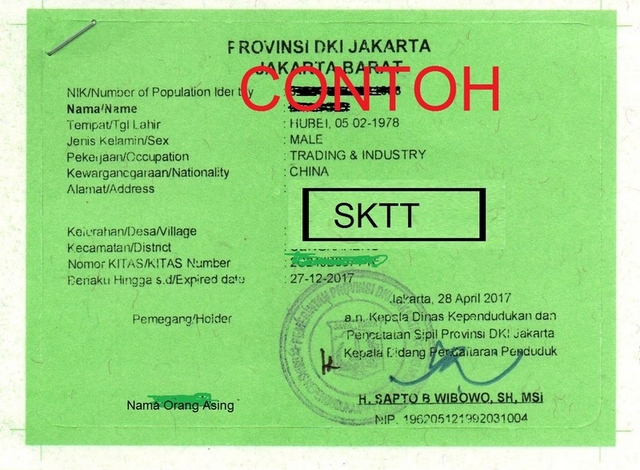 PROVINSI DKI JAKARTA
JAKARTA BARAT
CONTOH
NIK/Number of Population Identity :
Nama/Name :
Tempat/Tgl Lahir : HUBEI, 05 02-1978
Jenis Kelamin/Sex : MALE
Pekerjaan/Occupation : TRADING & INDUSTRY
Kewarganegaraan/Nationality : CHINA
Alamat/Address :
SKTT
Kelurahan/Desa/Village :
Kecamatan/District :
Nomor KITAS/KITAS Number :
Berlaku Hingga s.d/Expired date : 27-12-2017
Jakarta, 28 April 2017
Pemegang/Holder
a.n. Kepala Dinas Kependudukan dan
Pencatatan Sipil Provinsi DKI Jakarta
Kepala Bidang Pendaftaran Penduduk
Nama Orang Asing
H. SAPTO B WIBOWO, SH, MSi
NIP. 196205121992031004